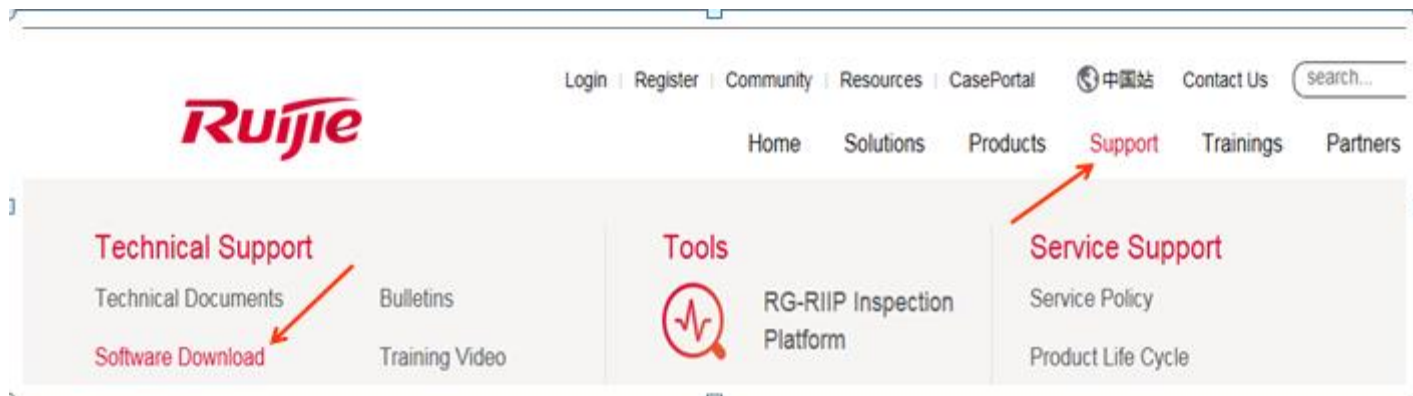 Login Register Community Resources CasePortal 中国站 Contact Us search...
Ruijie
Home Solutions Products Support Trainings Partners
Technical Support
Technical Documents Bulletins
Software Download Training Video
Tools
RG-RIIP Inspection
Platform
Service Support
Service Policy
Product Life Cycle